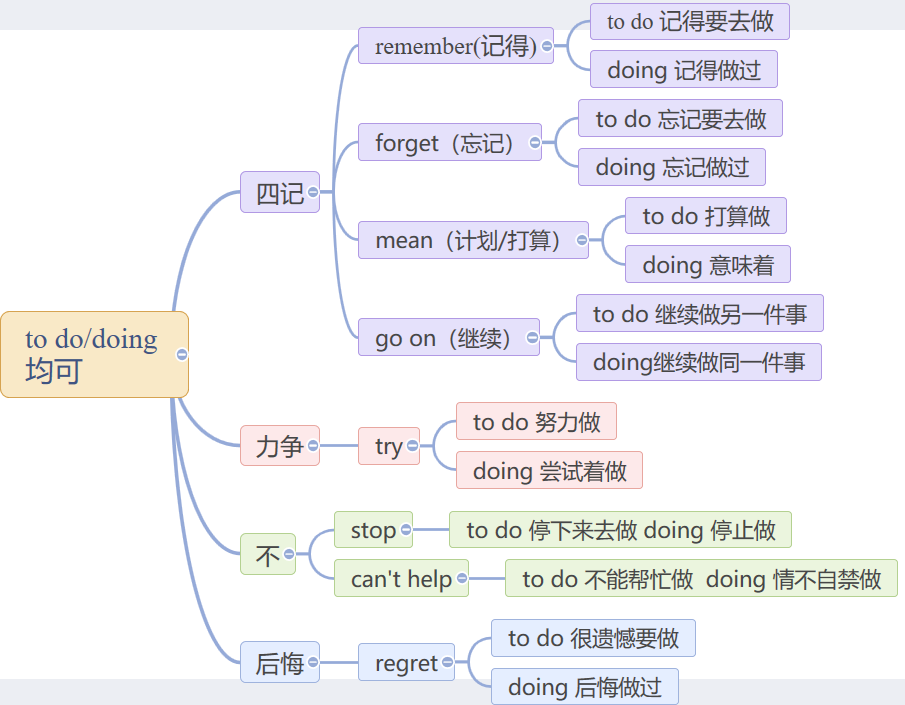 to do/doing
均可
四记
remember(记得)
to do 记得要去做
doing 记得做过
forget（忘记）
to do 忘记要去做
doing 忘记做过
mean（计划/打算）
to do 打算做
doing 意味着
go on（继续）
to do 继续做另一件事
doing继续做同一件事
力争
try
to do 努力做
doing 尝试着做
不
stop
to do 停下来去做 doing 停止做
can't help
to do 不能帮忙做  doing 情不自禁做
后悔
regret
to do 很遗憾要做
doing 后悔做过